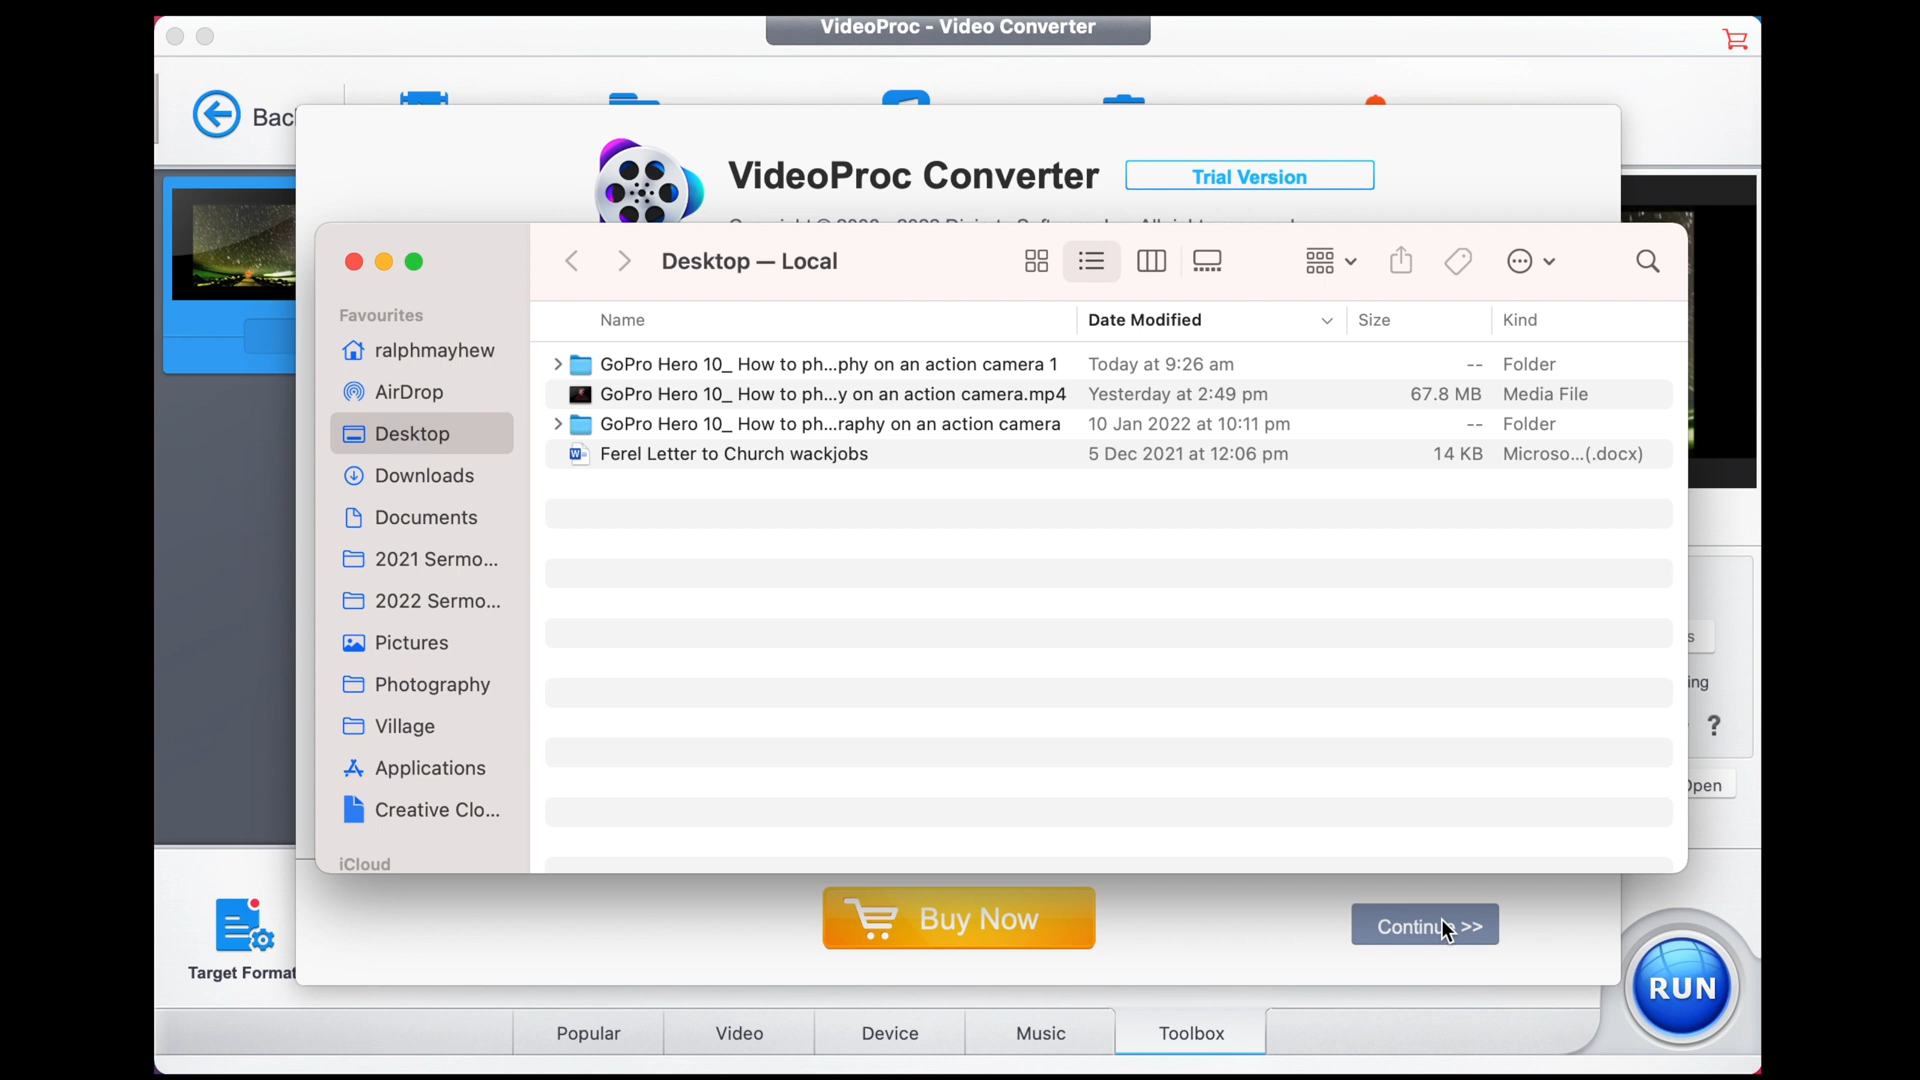 VideoProc - Video Converter
Bac
VideoProc Converter
Trial Version
Desktop — Local
Name
Date Modified
Size
Kind
Favourites
ralphmayhew
AirDrop
Desktop
Downloads
Documents
2021 Sermo...
2022 Sermo...
Pictures
Photography
Village
Applications
Creative Clo...
iCloud
GoPro Hero 10_ How to ph...phy on an action camera 1 Today at 9:26 am -- Folder
GoPro Hero 10_ How to ph...y on an action camera.mp4 Yesterday at 2:49 pm 67.8 MB Media File
GoPro Hero 10_ How to ph...raphy on an action camera 10 Jan 2022 at 10:11 pm -- Folder
Ferel Letter to Church wackjobs 5 Dec 2021 at 12:06 pm 14 KB Microso...(.docx)
s
ing
?
Open
Buy Now
Continue >>
Target Format
RUN
Popular
Video
Device
Music
Toolbox